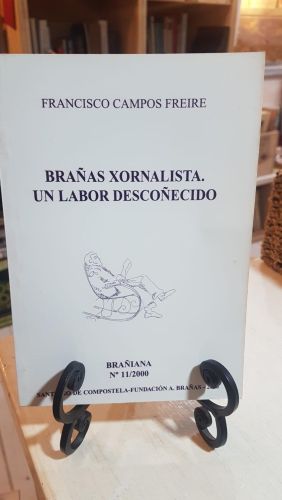 FRANCISCO CAMPOS FREIRE
BRAÑAS XORNALISTA.
UN LABOR DESCOÑECIDO
BRAÑIANA
Nº 11/2000
DE COMPOSTELA-FUNDACIÓN A. BRAÑAS -